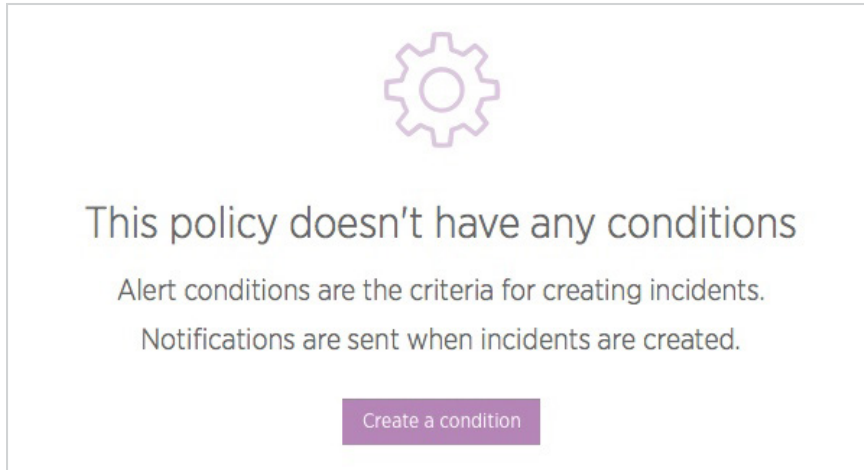 This policy doesn't have any conditions
Alert conditions are the criteria for creating incidents.
Notifications are sent when incidents are created.
Create a condition